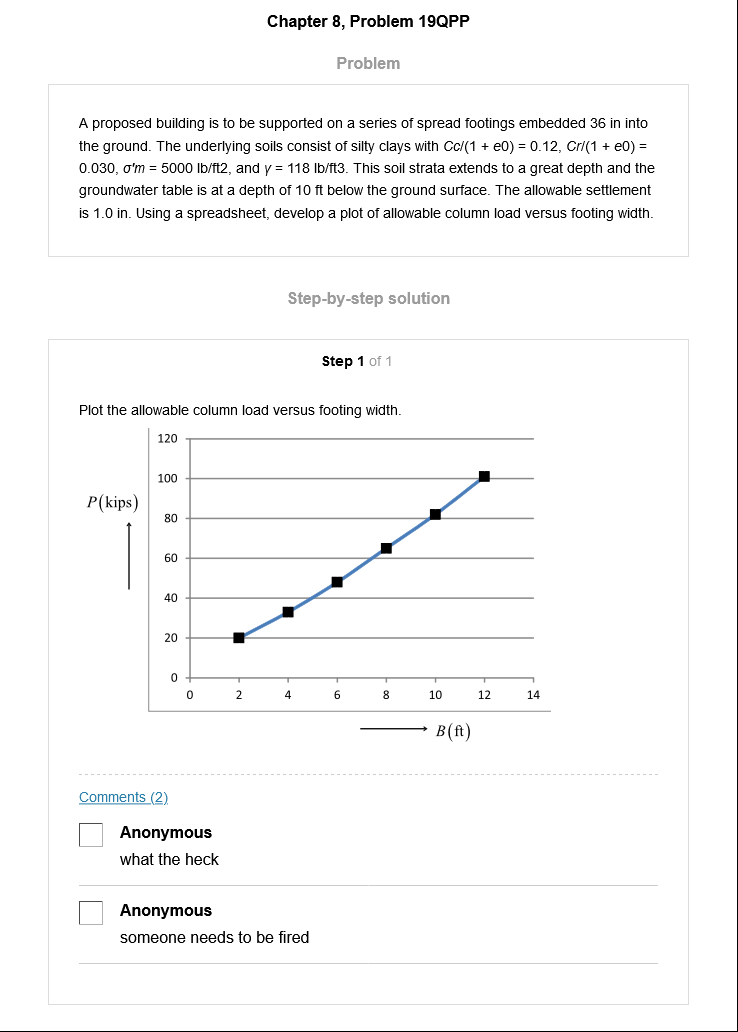 Chapter 8, Problem 19QPP
Problem
A proposed building is to be supported on a series of spread footings embedded 36 in into
the ground. The underlying soils consist of silty clays with Cc/(1 + e0) = 0.12, Cr/(1 + e0) =
0.030, σ'm = 5000 lb/ft2, and γ = 118 lb/ft3. This soil strata extends to a great depth and the
groundwater table is at a depth of 10 ft below the ground surface. The allowable settlement
is 1.0 in. Using a spreadsheet, develop a plot of allowable column load versus footing width.
Step-by-step solution
Step 1 of 1
Plot the allowable column load versus footing width.
120
100
P(kips)
80
60
40
20
0
0 2 4 6 8 10 12 14
B(ft)
Comments (2)
Anonymous
what the heck
Anonymous
someone needs to be fired